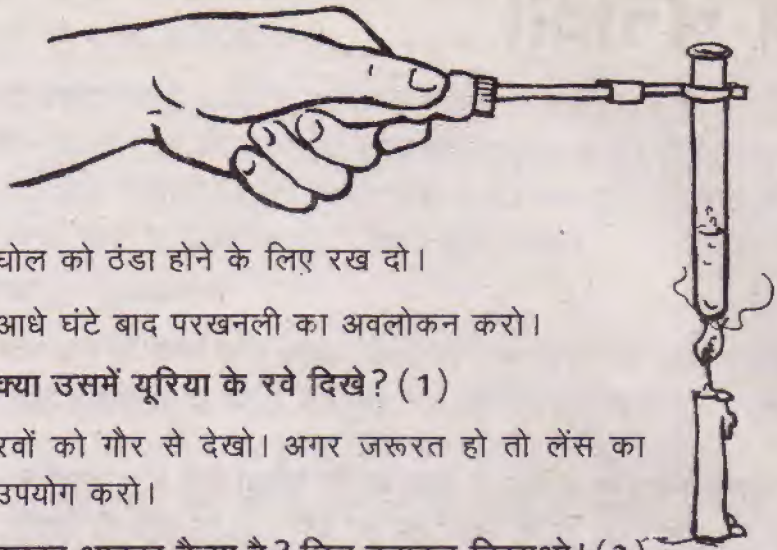 घोल को ठंडा होने के लिए रख दो।
आधे घंटे बाद परखनली का अवलोकन करो।
क्या उसमें यूरिया के रवे दिखे? (1)
रवों को गौर से देखो। अगर जरूरत हो तो लेंस का
उपयोग करो।